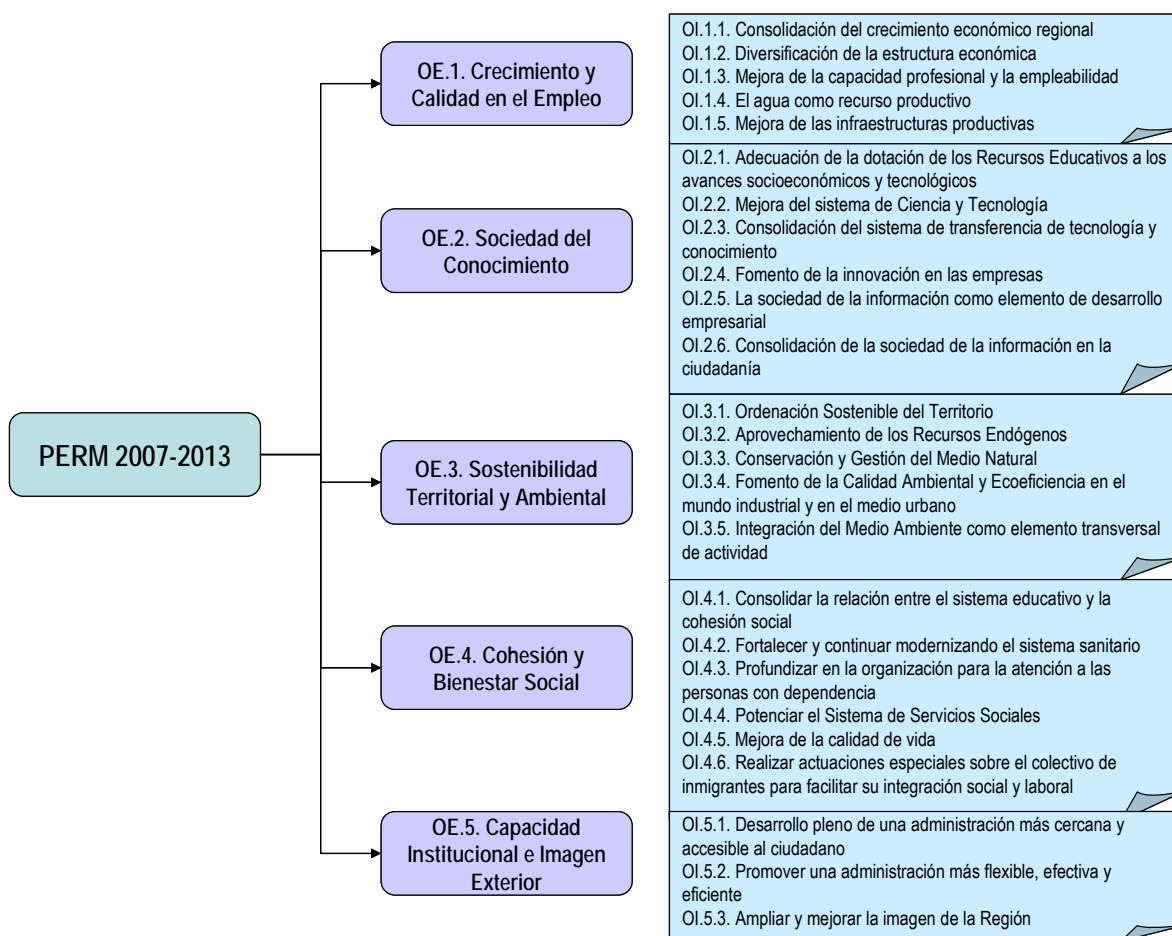 PERM 2007-2013
OE.1. Crecimiento y
Calidad en el Empleo
OI.1.1. Consolidación del crecimiento económico regional
OI.1.2. Diversificación de la estructura económica
OI.1.3. Mejora de la capacidad profesional y la empleabilidad
OI.1.4. El agua como recurso productivo
OI.1.5. Mejora de las infraestructuras productivas
OE.2. Sociedad del
Conocimiento
OI.2.1. Adecuación de la dotación de los Recursos Educativos a los
avances socioeconómicos y tecnológicos
OI.2.2. Mejora del sistema de Ciencia y Tecnología
OI.2.3. Consolidación del sistema de transferencia de tecnología y
conocimiento
OI.2.4. Fomento de la innovación en las empresas
OI.2.5. La sociedad de la información como elemento de desarrollo
empresarial
OI.2.6. Consolidación de la sociedad de la información en la
ciudadanía
OE.3. Sostenibilidad
Territorial y Ambiental
OI.3.1. Ordenación Sostenible del Territorio
OI.3.2. Aprovechamiento de los Recursos Endógenos
OI.3.3. Conservación y Gestión del Medio Natural
OI.3.4. Fomento de la Calidad Ambiental y Ecoeficiencia en el
mundo industrial y en el medio urbano
OI.3.5. Integración del Medio Ambiente como elemento transversal
de actividad
OE.4. Cohesión y
Bienestar Social
OI.4.1. Consolidar la relación entre el sistema educativo y la
cohesión social
OI.4.2. Fortalecer y continuar modernizando el sistema sanitario
OI.4.3. Profundizar en la organización para la atención a las
personas con dependencia
OI.4.4. Potenciar el Sistema de Servicios Sociales
OI.4.5. Mejora de la calidad de vida
OI.4.6. Realizar actuaciones especiales sobre el colectivo de
inmigrantes para facilitar su integración social y laboral
OE.5. Capacidad
Institucional e Imagen
Exterior
OI.5.1. Desarrollo pleno de una administración más cercana y
accesible al ciudadano
OI.5.2. Promover una administración más flexible, efectiva y
eficiente
OI.5.3. Ampliar y mejorar la imagen de la Región